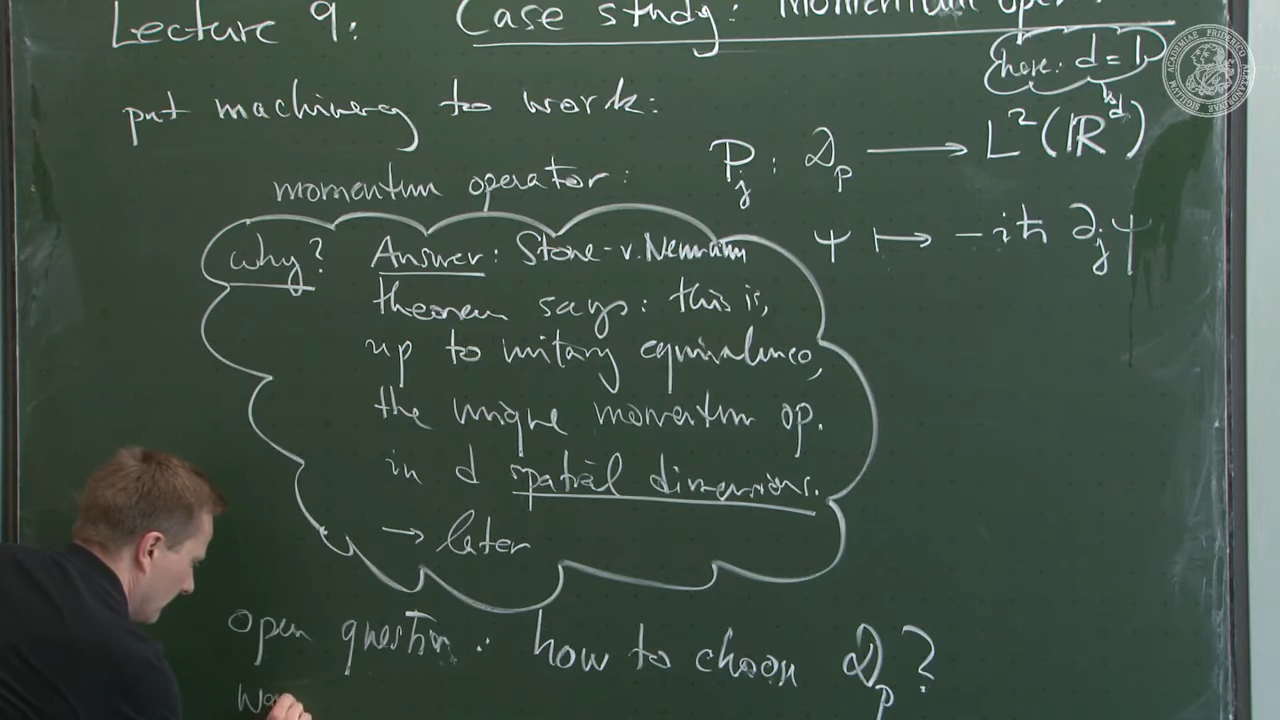 Lecture 9: Case study: Momentum oper
(here: d = 1)
put machinery to work:
P_j : 𝒟_P ⟶ L²(ℝ^d)
momentum operator:
ψ ↦ -iħ ∂_j ψ
why? Answer: Stone-v.Neumann
theorem says: this is,
up to unitary equivalence,
the unique momentum op.
in d spatial dimensions.
→ later
open question: how to choose 𝒟_P?